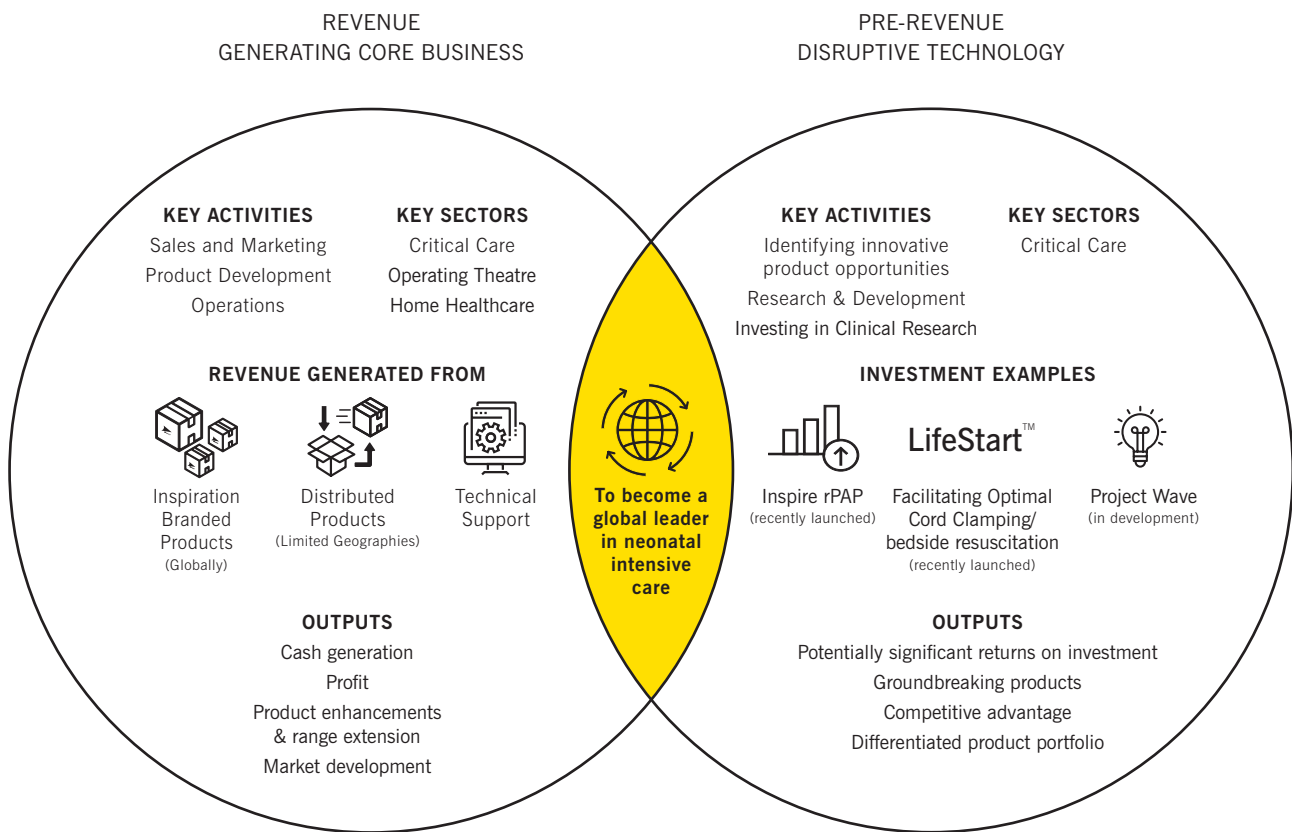 REVENUE
GENERATING CORE BUSINESS
PRE-REVENUE
DISRUPTIVE TECHNOLOGY
KEY ACTIVITIES
Sales and Marketing
Product Development
Operations
KEY SECTORS
Critical Care
Operating Theatre
Home Healthcare
REVENUE GENERATED FROM
Inspiration
Branded
Products
(Globally)
Distributed
Products
(Limited Geographies)
Technical
Support
OUTPUTS
Cash generation
Profit
Product enhancements
& range extension
Market development
To become a
global leader
in neonatal
intensive
care
KEY ACTIVITIES
Identifying innovative
product opportunities
Research & Development
Investing in Clinical Research
KEY SECTORS
Critical Care
INVESTMENT EXAMPLES
Inspire rPAP
(recently launched)
LifeStart™
Facilitating Optimal
Cord Clamping/
bedside resuscitation
(recently launched)
Project Wave
(in development)
OUTPUTS
Potentially significant returns on investment
Groundbreaking products
Competitive advantage
Differentiated product portfolio